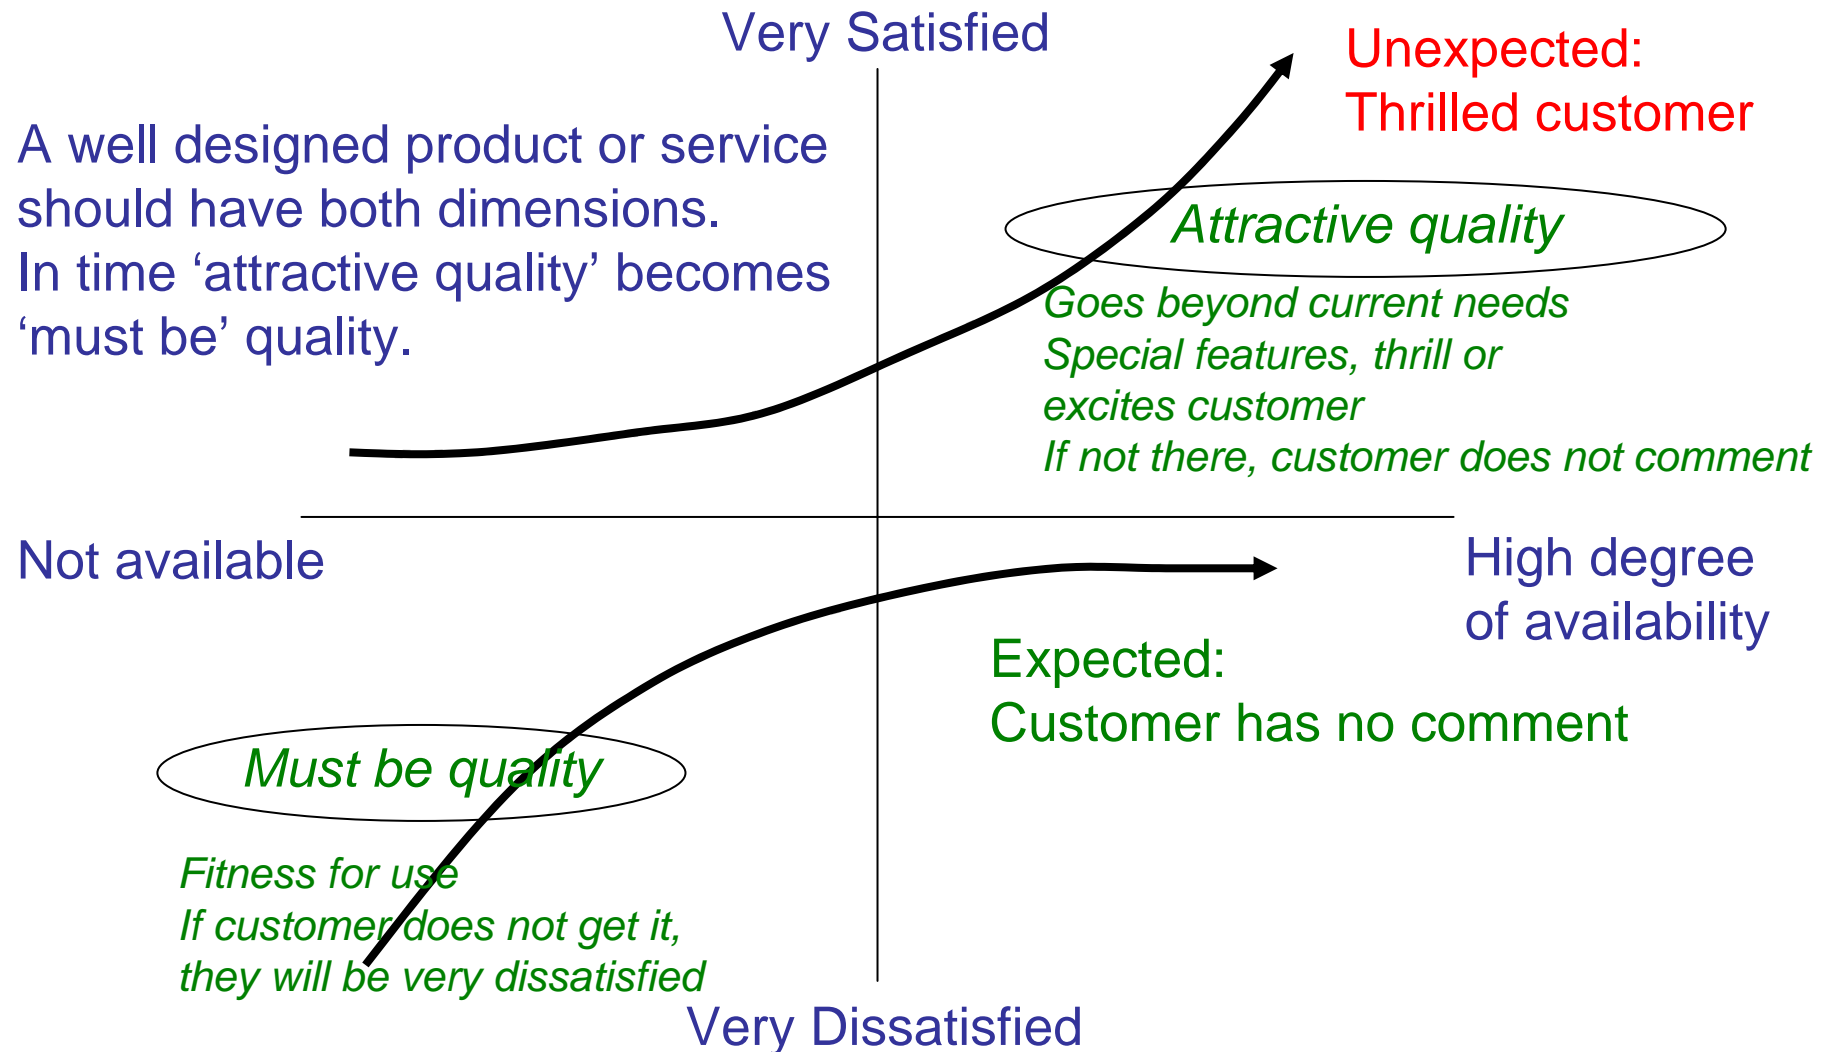 Very Satisfied
Unexpected:
Thrilled customer
A well designed product or service
should have both dimensions.
In time ‘attractive quality’ becomes
‘must be’ quality.
Attractive quality
Goes beyond current needs
Special features, thrill or
excites customer
If not there, customer does not comment
Not available
High degree
of availability
Expected:
Customer has no comment
Must be quality
Fitness for use
If customer does not get it,
they will be very dissatisfied
Very Dissatisfied